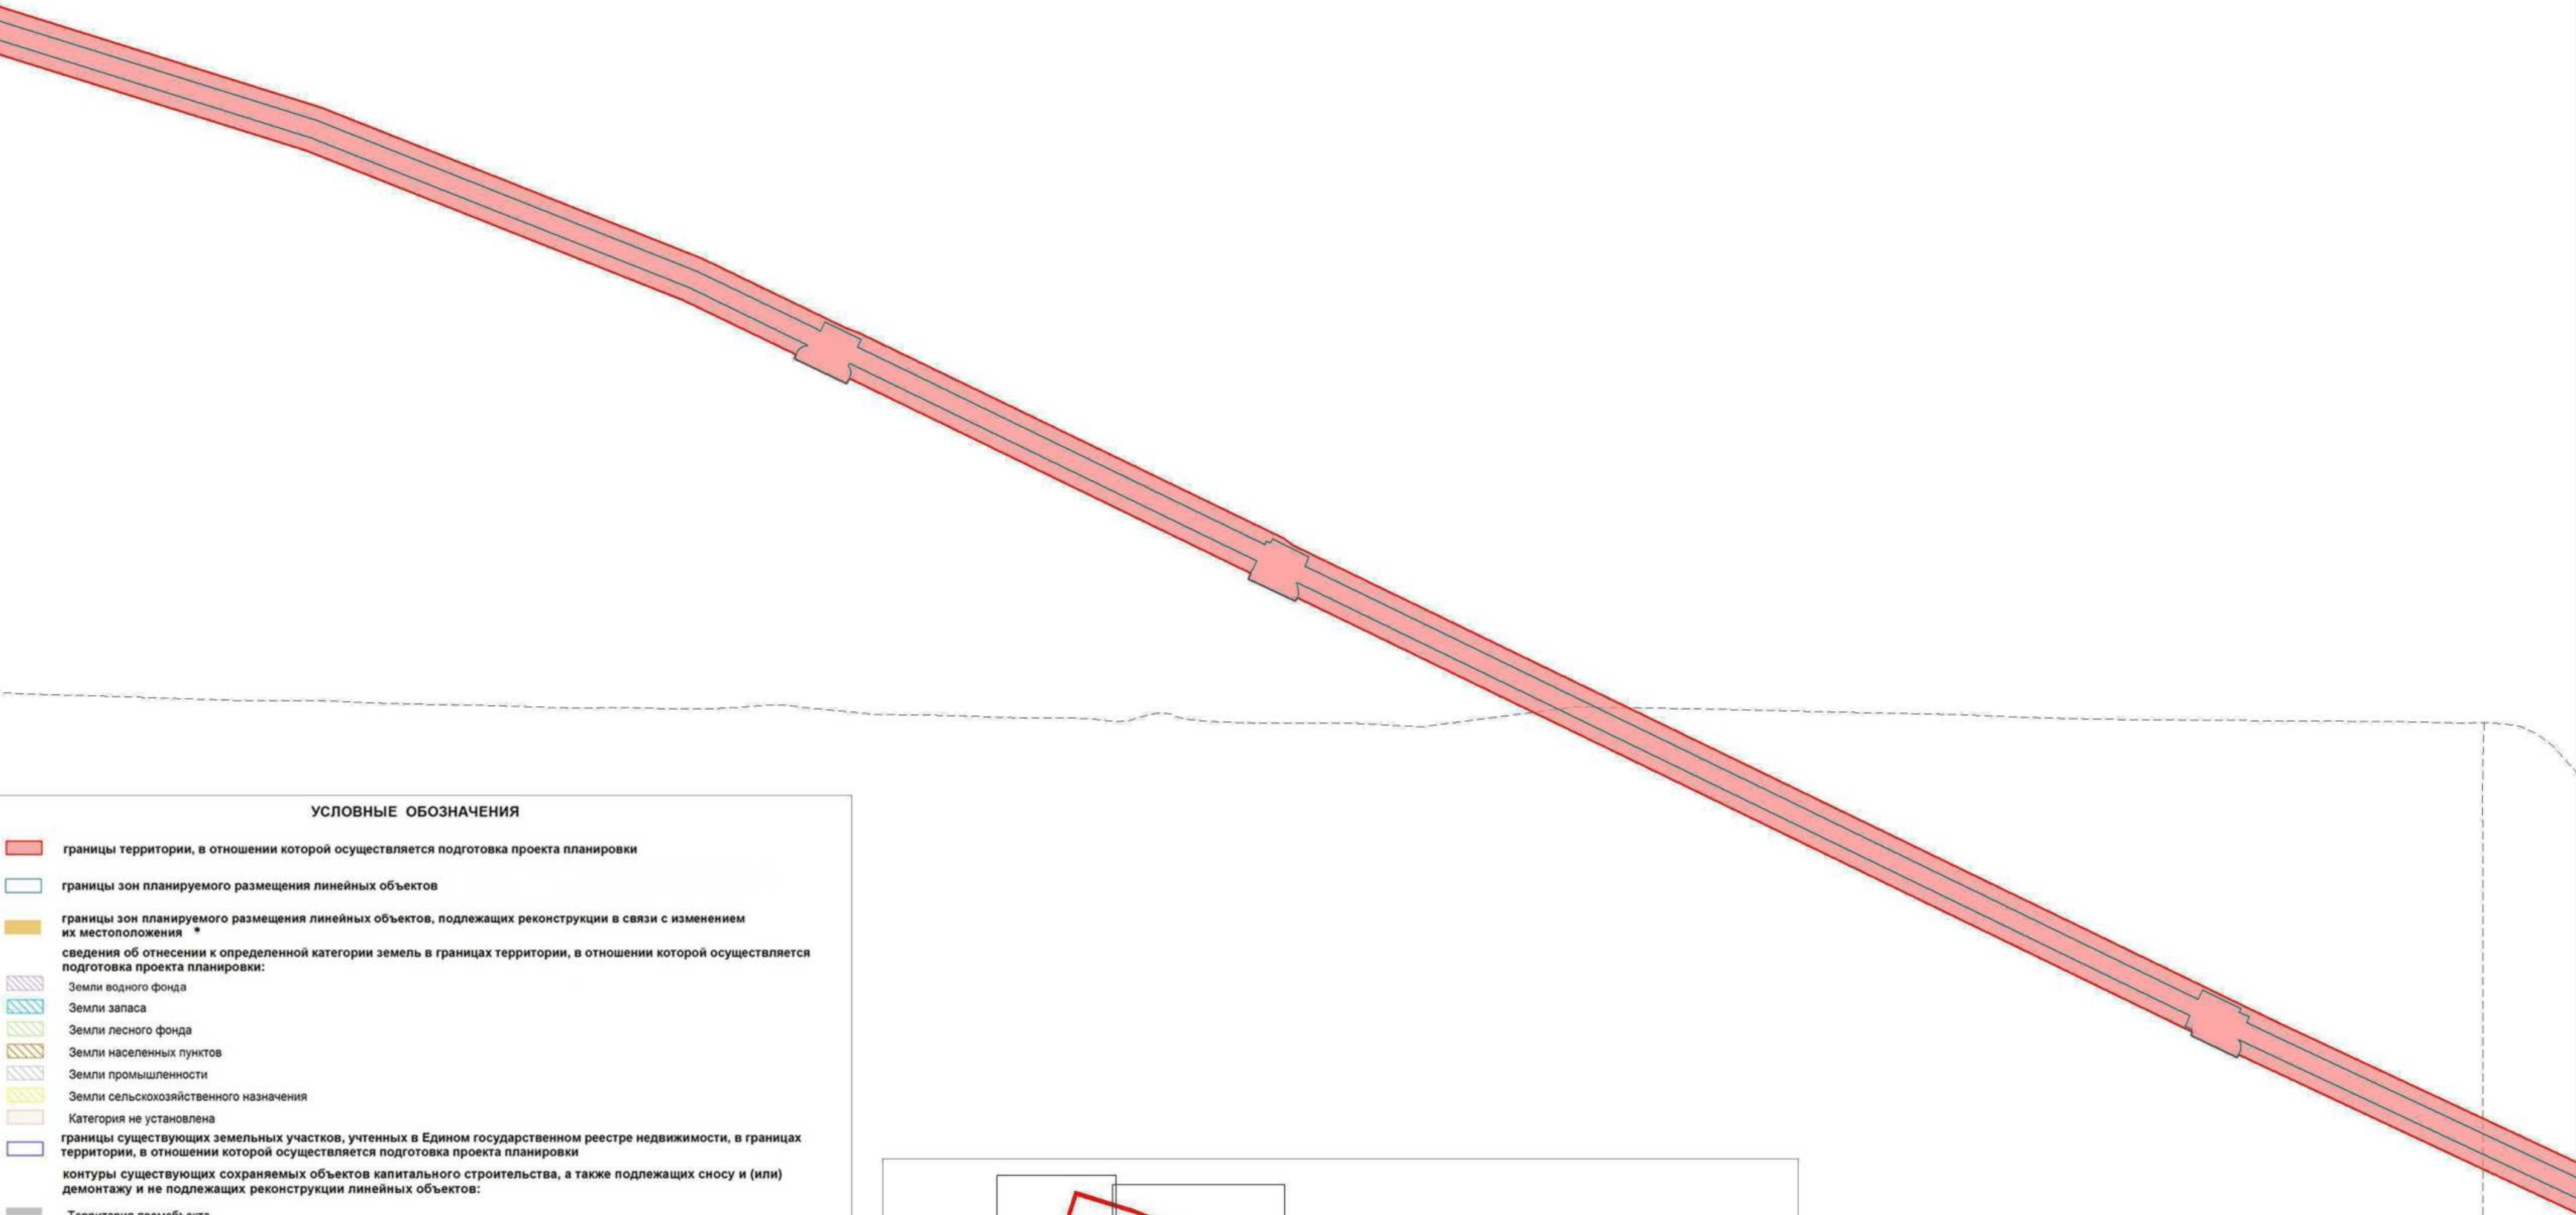 УСЛОВНЫЕ ОБОЗНАЧЕНИЯ
границы территории, в отношении которой осуществляется подготовка проекта планировки
границы зон планируемого размещения линейных объектов
границы зон планируемого размещения линейных объектов, подлежащих реконструкции в связи с изменением
их местоположения *
сведения об отнесении к определенной категории земель в границах территории, в отношении которой осуществляется
подготовка проекта планировки:
Земли водного фонда
Земли запаса
Земли лесного фонда
Земли населенных пунктов
Земли промышленности
Земли сельскохозяйственного назначения
Категория не установлена
границы существующих земельных участков, учтенных в Едином государственном реестре недвижимости, в границах
территории, в отношении которой осуществляется подготовка проекта планировки
контуры существующих сохраняемых объектов капитального строительства, а также подлежащих сносу и (или)
демонтажу и не подлежащих реконструкции линейных объектов: